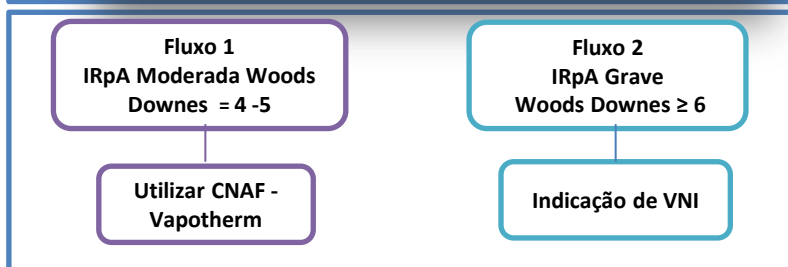 Fluxo 1
IRpA Moderada Woods
Downes = 4 -5
Fluxo 2
IRpA Grave
Woods Downes ≥ 6
Utilizar CNAF -
Vapotherm
Indicação de VNI